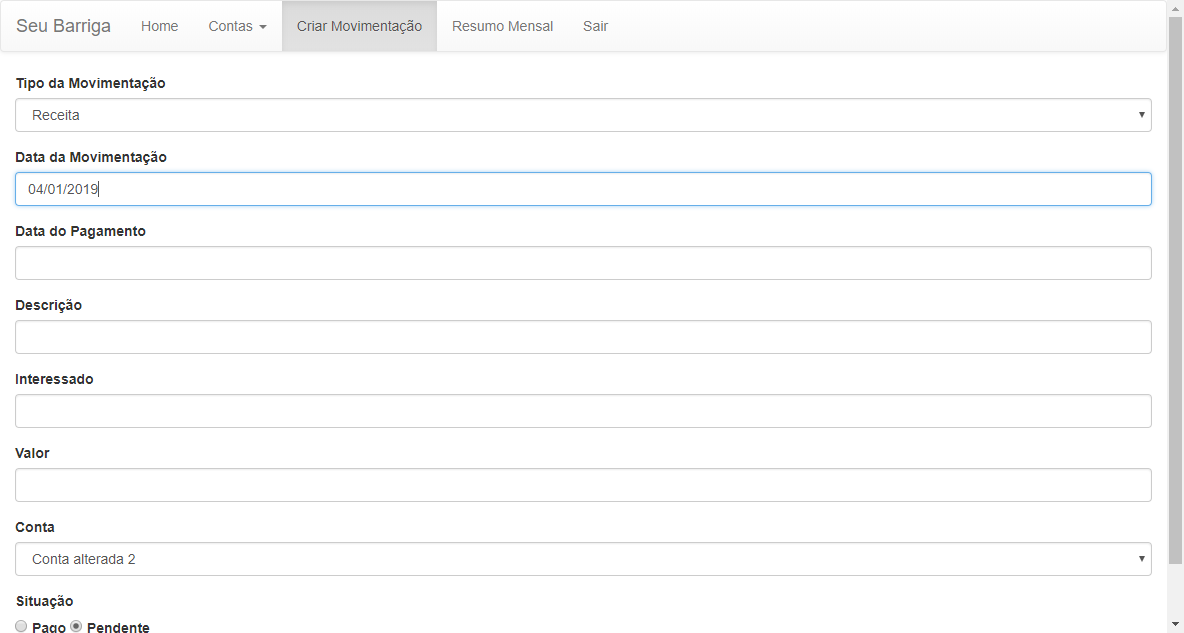 Seu Barriga Home Contas Criar Movimentação Resumo Mensal Sair
Tipo da Movimentação
Receita
Data da Movimentação
04/01/2019
Data do Pagamento
Descrição
Interessado
Valor
Conta
Conta alterada 2
Situação
Pago Pendente